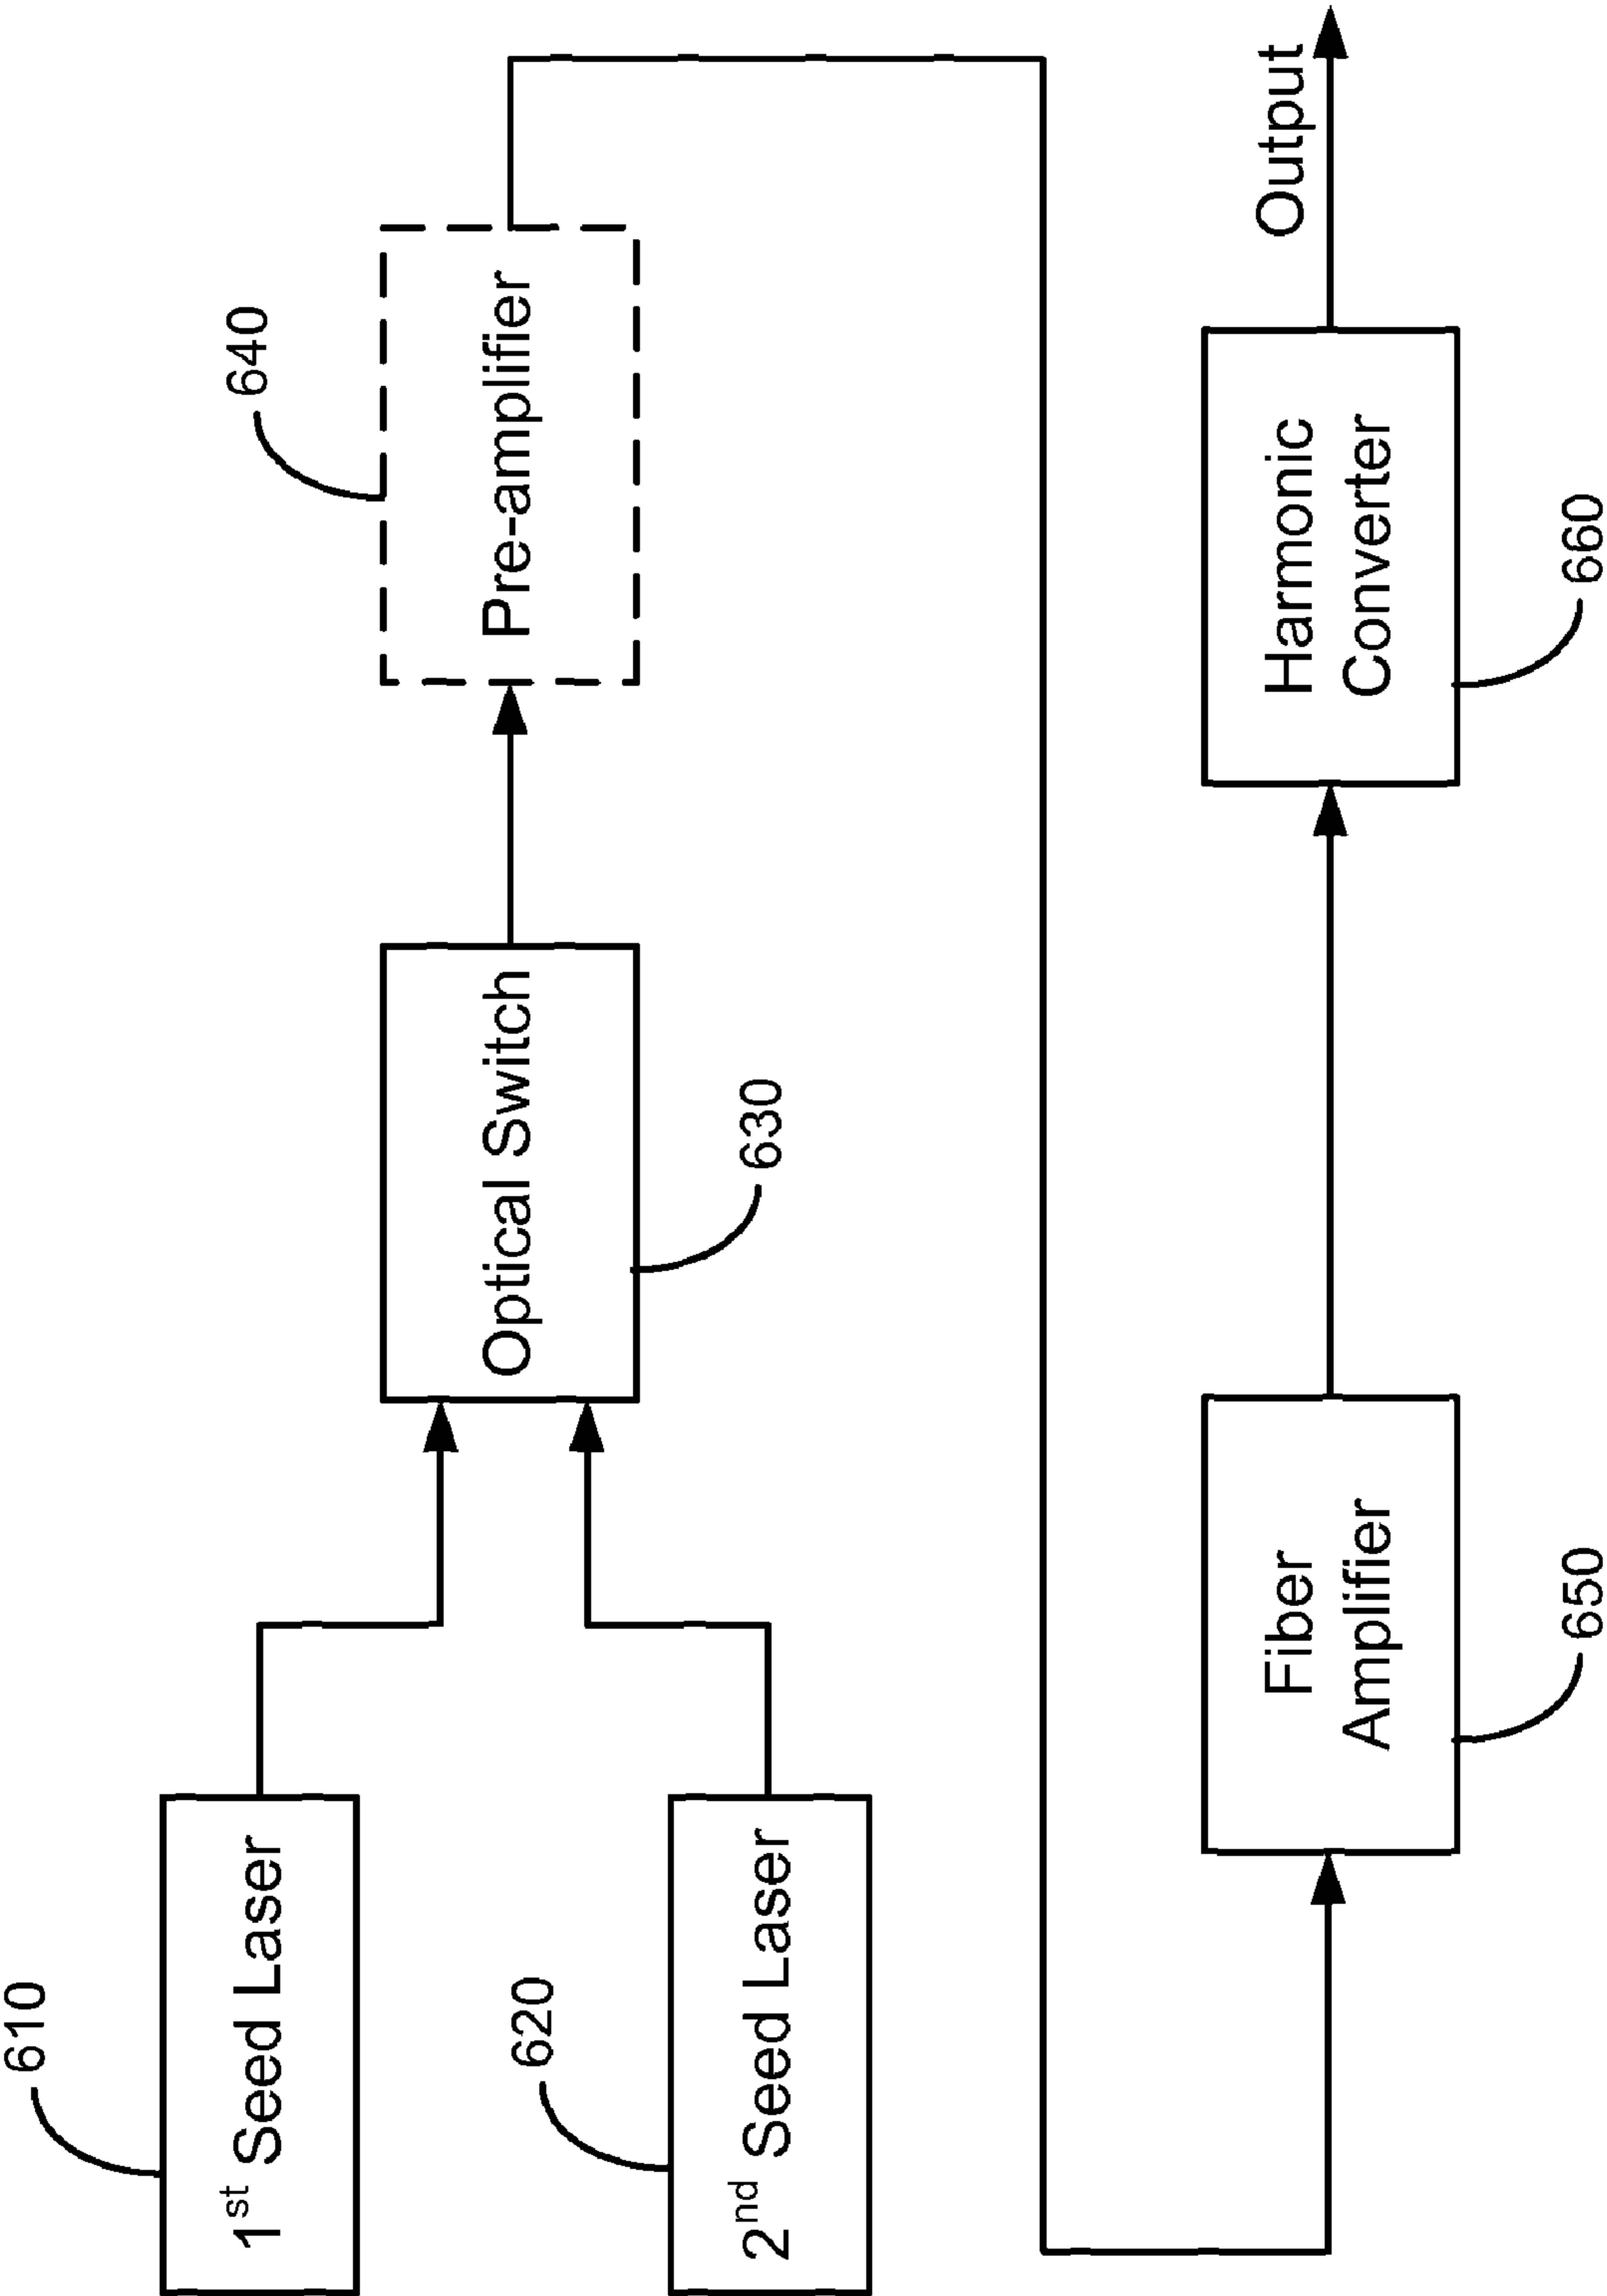 610
1st Seed Laser
620
2nd Seed Laser
Optical Switch
630
640
Pre-amplifier
Fiber
Amplifier
650
Harmonic
Converter
660
Output